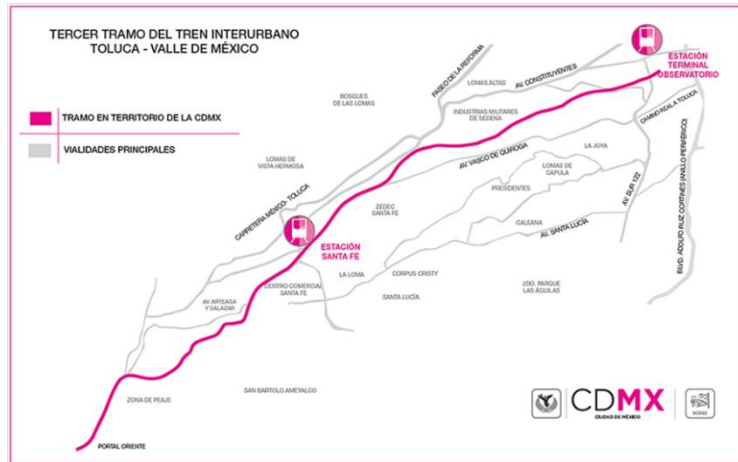 TERCER TRAMO DEL TREN INTERURBANO
TOLUCA - VALLE DE MÉXICO
TRAMO EN TERRITORIO DE LA CDMX
VIALIDADES PRINCIPALES
ESTACIÓN
TERMINAL
OBSERVATORIO
PASEO DE LA REFORMA
LOMAS ALTAS
AV. CONSTITUYENTES
BOSQUES
DE LAS LOMAS
INDUSTRIAS MILITARES
DE SEDENA
CAMINO REAL A TOLUCA
LOMAS DE
VISTA HERMOSA
AV. VASCO DE QUIROGA
LA JOYA
LOMAS DE
CAPULA
PRESIDENTES
CARRETERA MÉXICO- TOLUCA
ZEDEC
SANTA FE
AV. SUR 122
BLVD. ADOLFO RUIZ CORTINES (ANILLO PERIFÉRICO)
GALEANA
AV. SANTA LUCÍA
ESTACIÓN
SANTA FE
LA LOMA
CORPUS CRISTY
CENTRO COMERCIAL
SANTA FE
2DO. PARQUE
LAS ÁGUILAS
SANTA LUCÍA
AV ARTEAGA
Y SALAZAR
SAN BARTOLO AMEYALCO
ZONA DE PEAJE
PORTAL ORIENTE
CDMX
CIUDAD DE MÉXICO